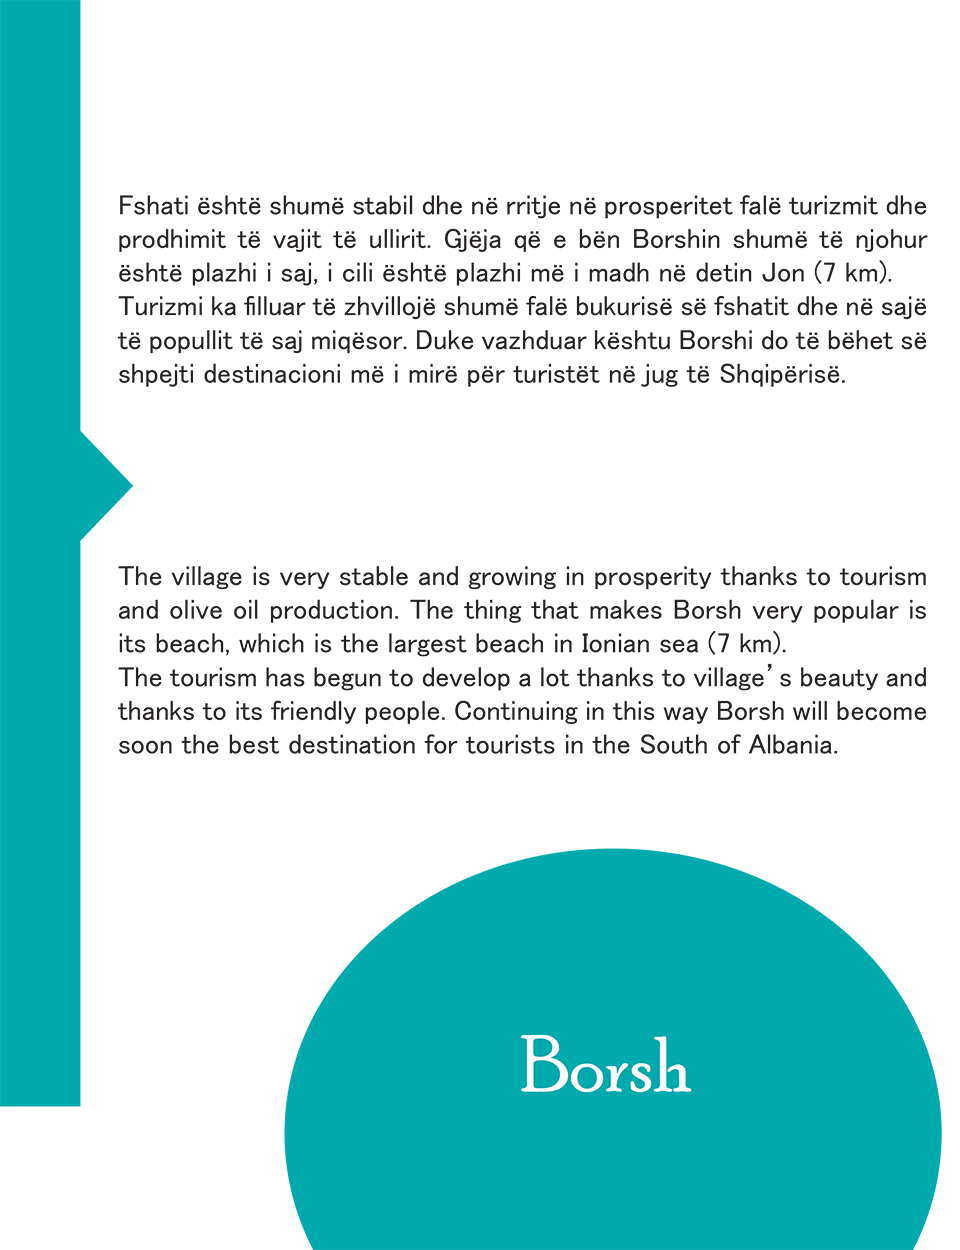 Fshati është shumë stabil dhe në rritje në prosperitet falë turizmit dhe
prodhimit të vajit të ullirit. Gjëja që e bën Borshin shumë të njohur
është plazhi i saj, i cili është plazhi më i madh në detin Jon (7 km).
Turizmi ka filluar të zhvillojë shumë falë bukurisë së fshatit dhe në sajë
të popullit të saj miqësor. Duke vazhduar kështu Borshi do të bëhet së
shpejti destinacioni më i mirë për turistët në jug të Shqipërisë.
The village is very stable and growing in prosperity thanks to tourism
and olive oil production. The thing that makes Borsh very popular is
its beach, which is the largest beach in Ionian sea (7 km).
The tourism has begun to develop a lot thanks to village’s beauty and
thanks to its friendly people. Continuing in this way Borsh will become
soon the best destination for tourists in the South of Albania.
Borsh